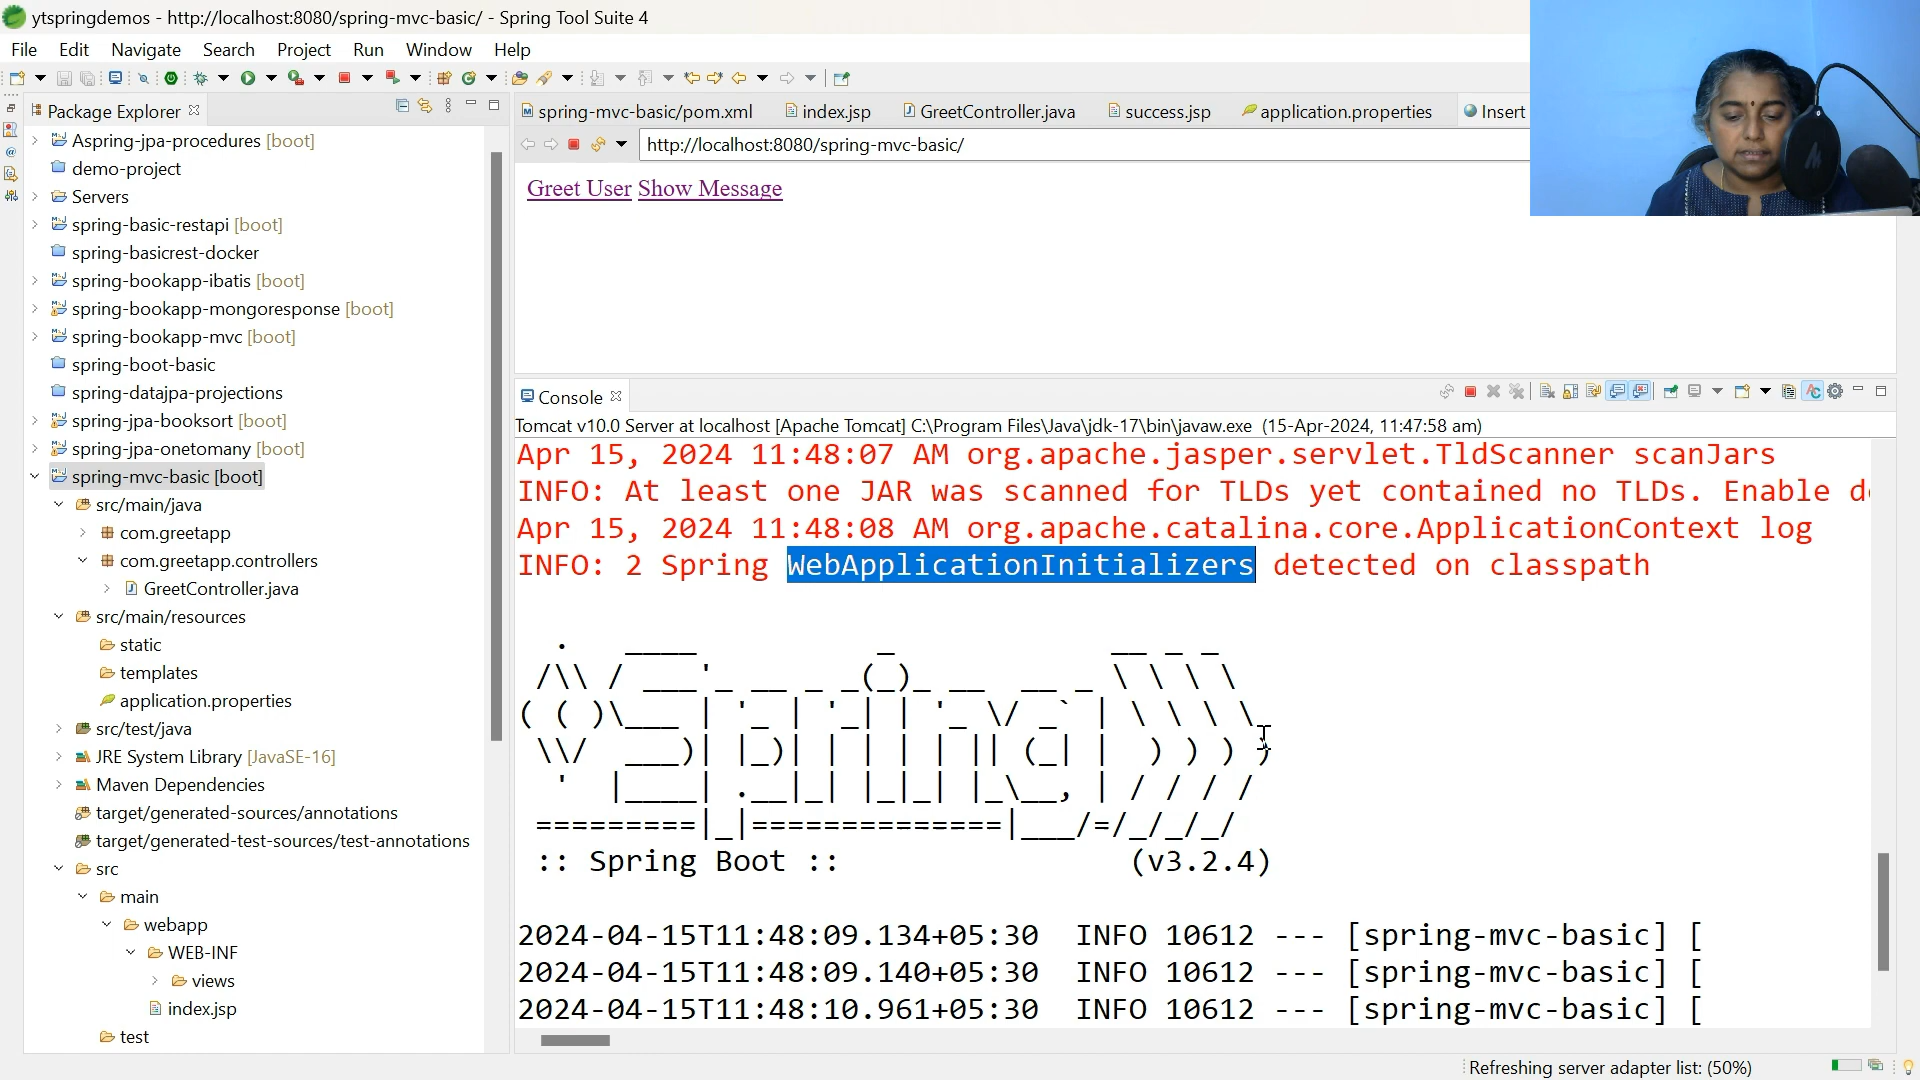 ytspringdemos - http://localhost:8080/spring-mvc-basic/ - Spring Tool Suite 4
File Edit Navigate Search Project Run Window Help
Package Explorer
Aspring-jpa-procedures [boot]
demo-project
Servers
spring-basic-restapi [boot]
spring-basicrest-docker
spring-bookapp-ibatis [boot]
spring-bookapp-mongoresponse [boot]
spring-bookapp-mvc [boot]
spring-boot-basic
spring-datajpa-projections
spring-jpa-booksort [boot]
spring-jpa-onetomany [boot]
spring-mvc-basic [boot]
src/main/java
com.greetapp
com.greetapp.controllers
GreetController.java
src/main/resources
static
templates
application.properties
src/test/java
JRE System Library [JavaSE-16]
Maven Dependencies
target/generated-sources/annotations
target/generated-test-sources/test-annotations
src
main
webapp
WEB-INF
views
index.jsp
test
spring-mvc-basic/pom.xml index.jsp GreetController.java success.jsp application.properties Insert
http://localhost:8080/spring-mvc-basic/
Greet User Show Message
Console
Tomcat v10.0 Server at localhost [Apache Tomcat] C:\Program Files\Java\jdk-17\bin\javaw.exe (15-Apr-2024, 11:47:58 am)
Apr 15, 2024 11:48:07 AM org.apache.jasper.servlet.TldScanner scanJars
INFO: At least one JAR was scanned for TLDs yet contained no TLDs. Enable
Apr 15, 2024 11:48:08 AM org.apache.catalina.core.ApplicationContext log
INFO: 2 Spring WebApplicationInitializers detected on classpath
Spring
:: Spring Boot :: (v3.2.4)
2024-04-15T11:48:09.134+05:30 INFO 10612 --- [spring-mvc-basic] [
2024-04-15T11:48:09.140+05:30 INFO 10612 --- [spring-mvc-basic] [
2024-04-15T11:48:10.961+05:30 INFO 10612 --- [spring-mvc-basic] [
Refreshing server adapter list: (50%)